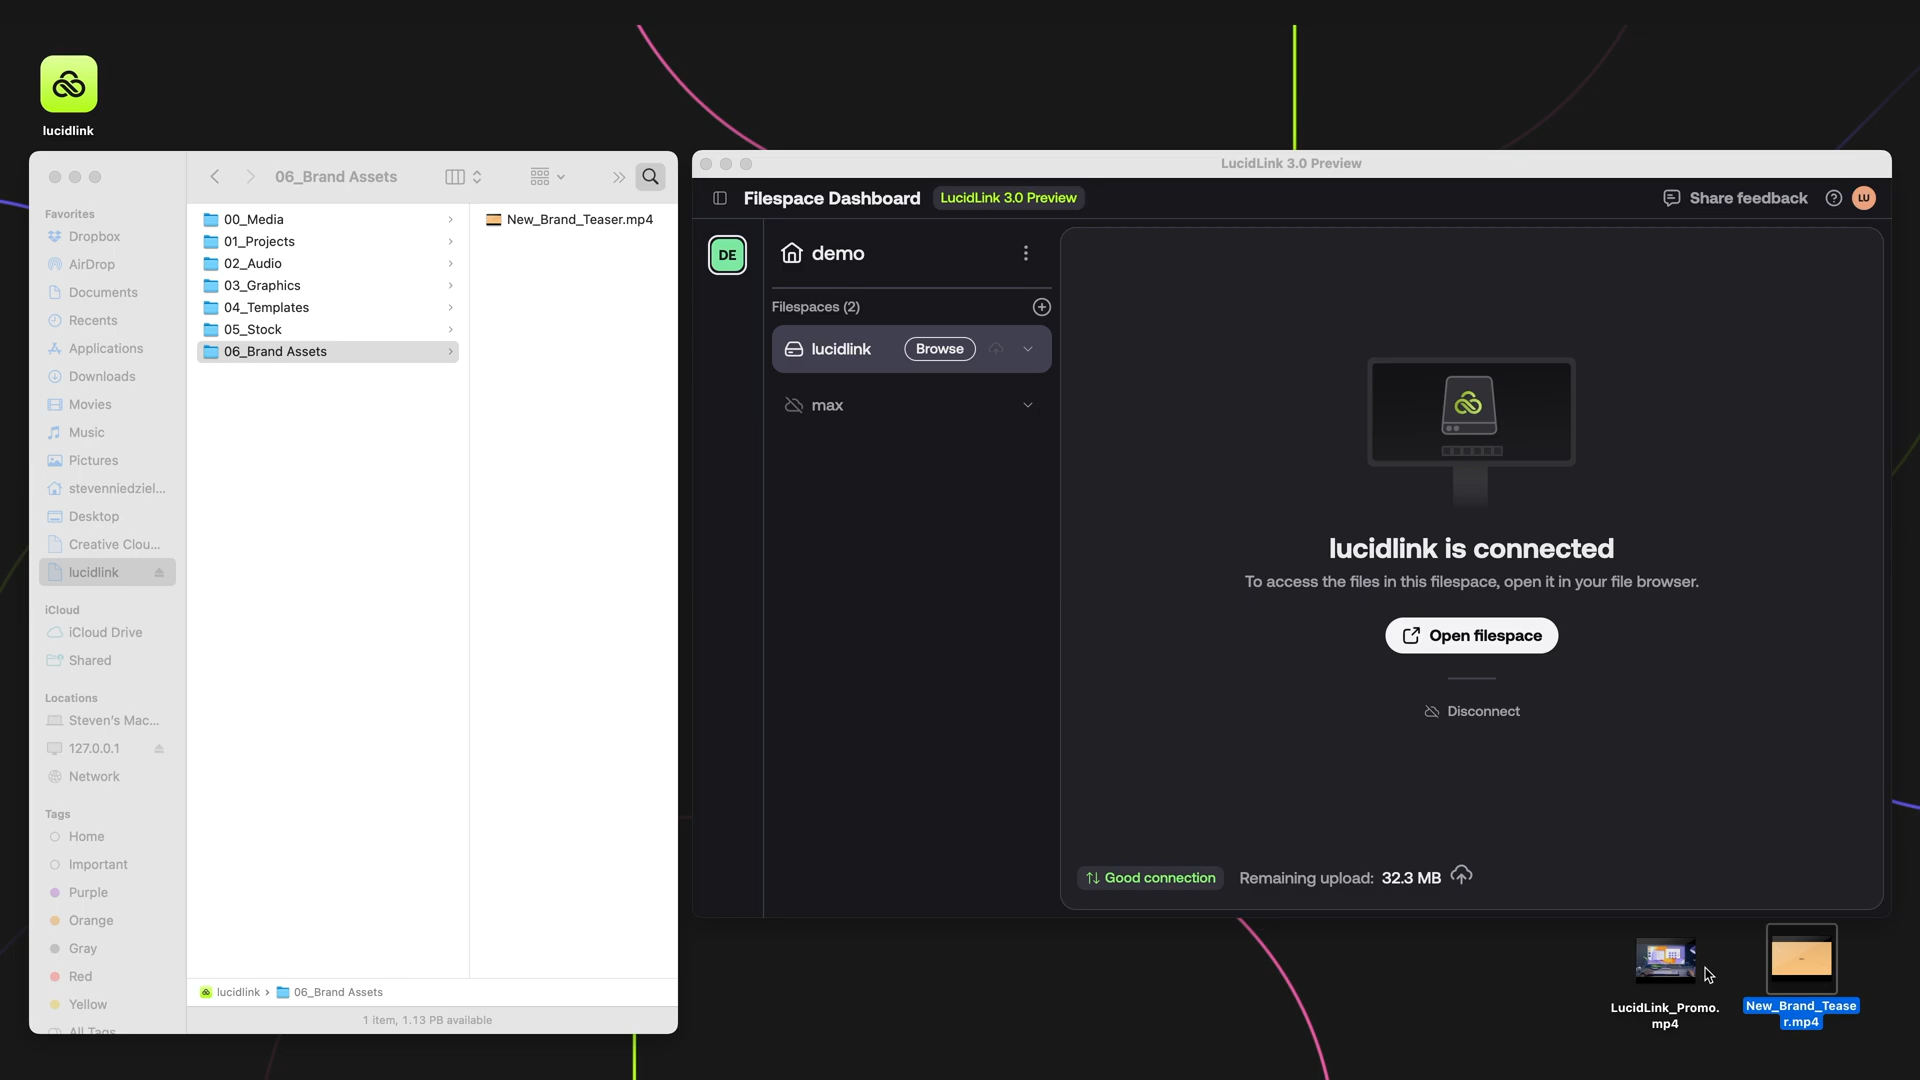 lucidlink
06_Brand Assets
Favorites
Dropbox
AirDrop
Documents
Recents
Applications
Downloads
Movies
Music
Pictures
stevenniedziel...
Desktop
Creative Clou...
lucidlink
iCloud
iCloud Drive
Shared
Locations
Steven's Mac...
127.0.0.1
Network
Tags
Home
Important
Purple
Orange
Gray
Red
Yellow
All Tags
00_Media
01_Projects
02_Audio
03_Graphics
04_Templates
05_Stock
06_Brand Assets
New_Brand_Teaser.mp4
lucidlink › 06_Brand Assets
1 item, 1.13 PB available
LucidLink 3.0 Preview
Filespace Dashboard LucidLink 3.0 Preview
Share feedback
LU
DE
demo
Filespaces (2)
lucidlink Browse
max
lucidlink is connected
To access the files in this filespace, open it in your file browser.
Open filespace
Disconnect
Good connection Remaining upload: 32.3 MB
LucidLink_Promo.
mp4
New_Brand_Tease
r.mp4